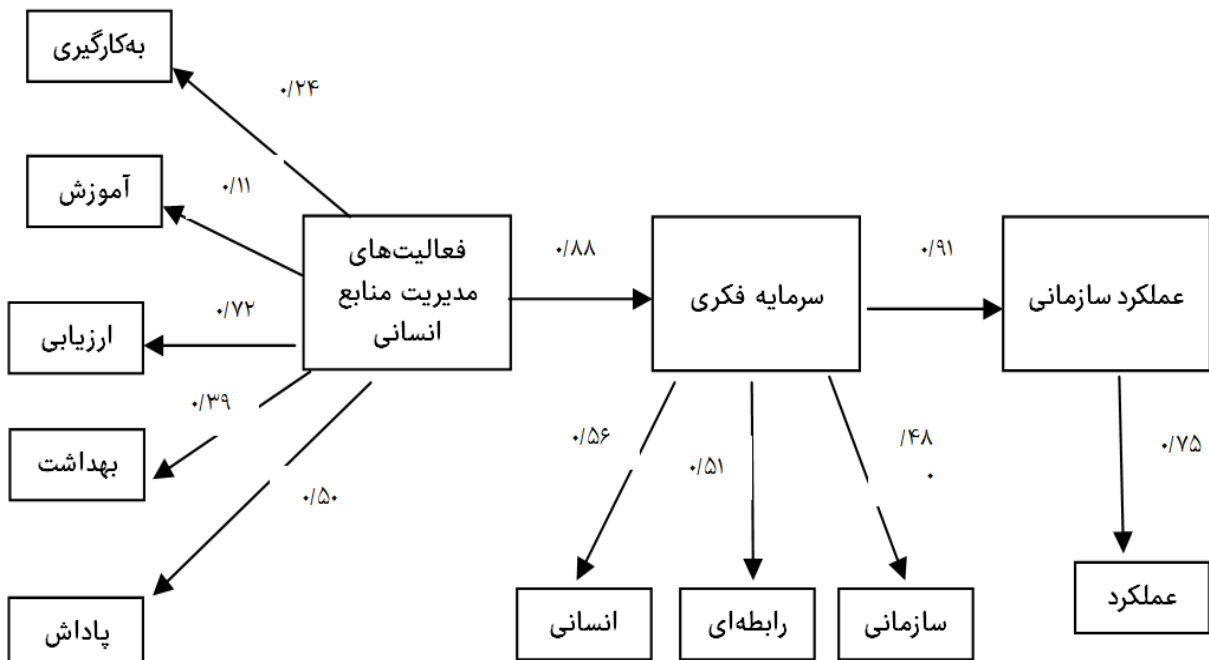 به‌کارگیری
۰/۲۴
آموزش
۰/۱۱
فعالیت‌های
مدیریت منابع
انسانی
۰/۸۸
سرمایه فکری
۰/۹۱
عملکرد سازمانی
ارزیابی
۰/۷۲
بهداشت
۰/۳۹
پاداش
۰/۵۰
۰/۵۶
۰/۵۱
/۴۸
۰
۰/۷۵
انسانی
رابطه‌ای
سازمانی
عملکرد